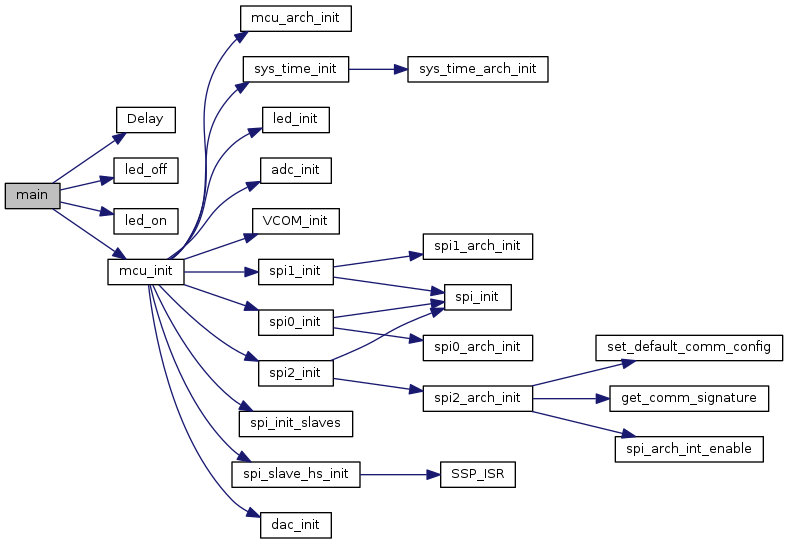 main
Delay
led_off
led_on
mcu_init
mcu_arch_init
sys_time_init
sys_time_arch_init
led_init
adc_init
VCOM_init
spi1_init
spi1_arch_init
spi_init
spi0_init
spi0_arch_init
spi2_init
spi2_arch_init
set_default_comm_config
get_comm_signature
spi_arch_int_enable
spi_init_slaves
spi_slave_hs_init
SSP_ISR
dac_init